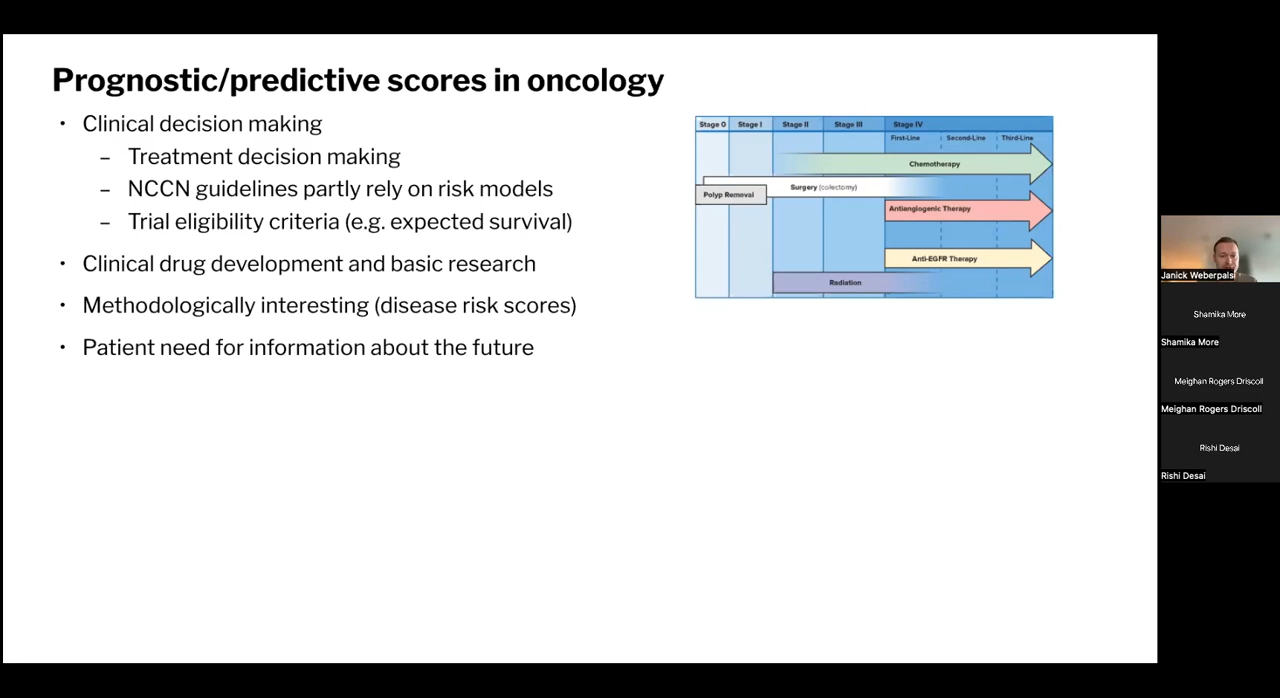 Prognostic/predictive scores in oncology
• Clinical decision making
– Treatment decision making
– NCCN guidelines partly rely on risk models
– Trial eligibility criteria (e.g. expected survival)
• Clinical drug development and basic research
• Methodologically interesting (disease risk scores)
• Patient need for information about the future
Stage 0 Stage I Stage II Stage III Stage IV
First-Line Second-Line Third-Line
Chemotherapy
Surgery (colectomy)
Polyp Removal
Antiangiogenic Therapy
Anti-EGFR Therapy
Radiation
Janick Weberpals
Shamika More
Shamika More
Meighan Rogers Driscoll
Meighan Rogers Driscoll
Rishi Desai
Rishi Desai